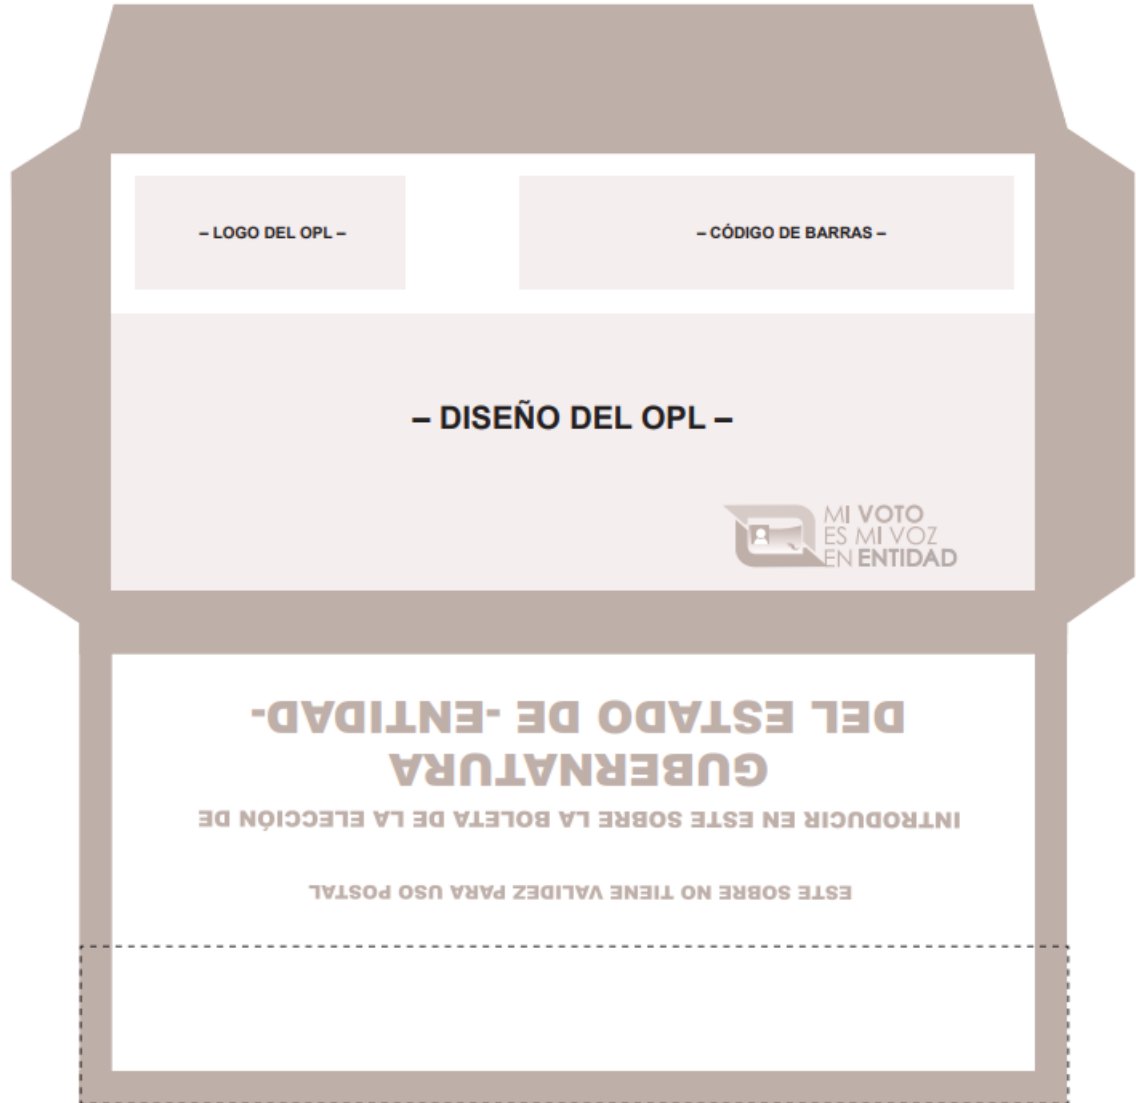 – LOGO DEL OPL –
– CÓDIGO DE BARRAS –
– DISEÑO DEL OPL –
MI VOTO
ES MI VOZ
EN ENTIDAD
ESTE SOBRE NO TIENE VALIDEZ PARA USO POSTAL
INTRODUCIR EN ESTE SOBRE LA BOLETA DE LA ELECCIÓN DE
GUBERNATURA
DEL ESTADO DE -ENTIDAD-